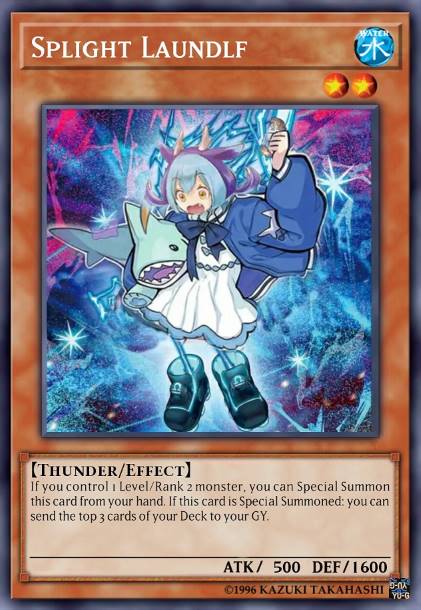 Splight Laundlf
WATER
水
【Thunder/Effect】
If you control 1 Level/Rank 2 monster, you can Special Summon
this card from your hand. If this card is Special Summoned: you can
send the top 3 cards of your Deck to your GY.
ATK/ 500 DEF/1600
©1996 KAZUKI TAKAHASHI